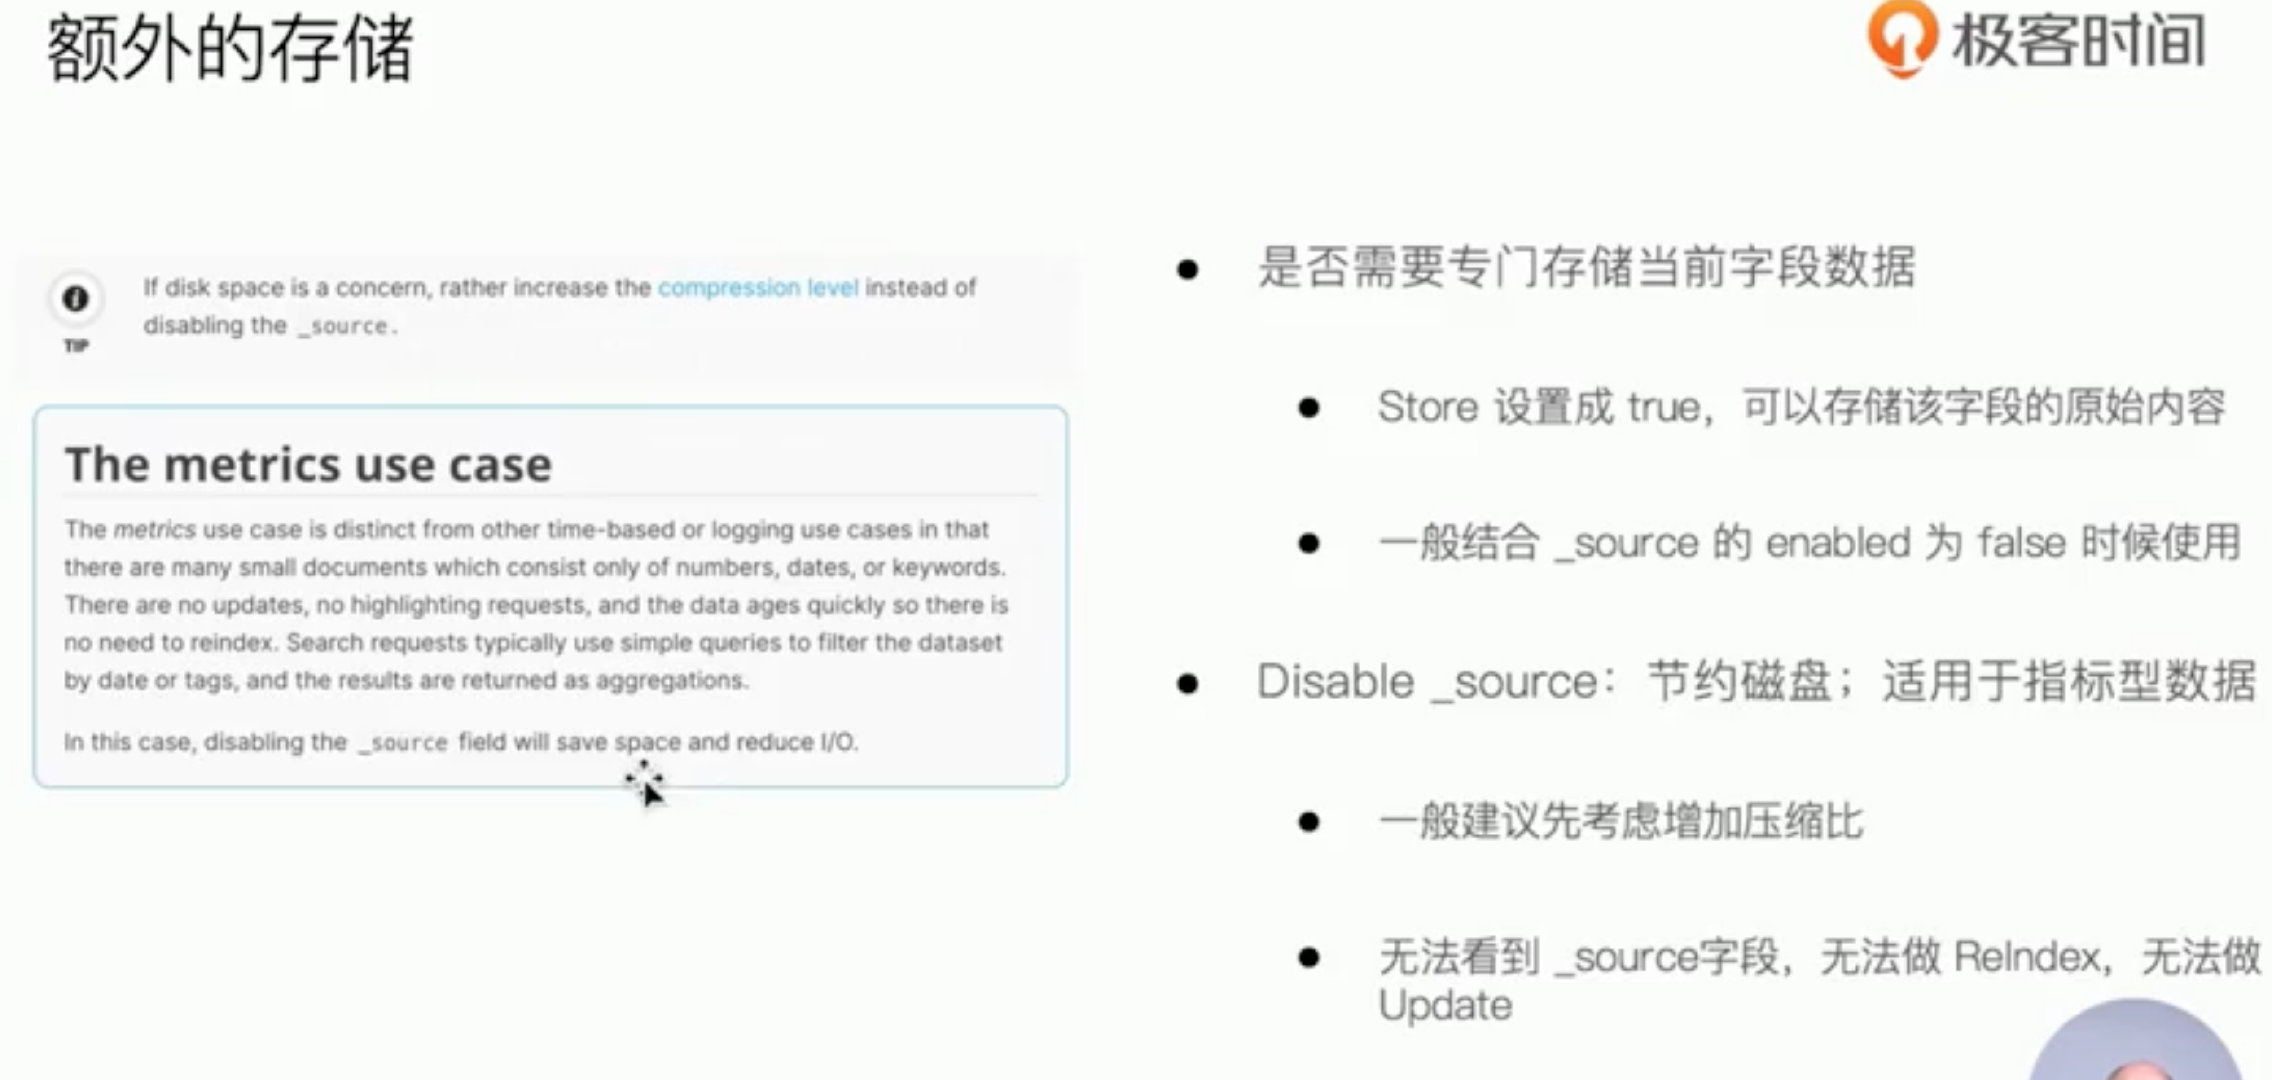 额外的存储
极客时间
If disk space is a concern, rather increase the compression level instead of
disabling the _source.
TIP
The metrics use case
The metrics use case is distinct from other time-based or logging use cases in that
there are many small documents which consist only of numbers, dates, or keywords.
There are no updates, no highlighting requests, and the data ages quickly so there is
no need to reindex. Search requests typically use simple queries to filter the dataset
by date or tags, and the results are returned as aggregations.
In this case, disabling the _source field will save space and reduce I/O.
是否需要专门存储当前字段数据
Store 设置成 true，可以存储该字段的原始内容
一般结合 _source 的 enabled 为 false 时候使用
Disable _source：节约磁盘；适用于指标型数据
一般建议先考虑增加压缩比
无法看到 _source字段，无法做 ReIndex，无法做
Update